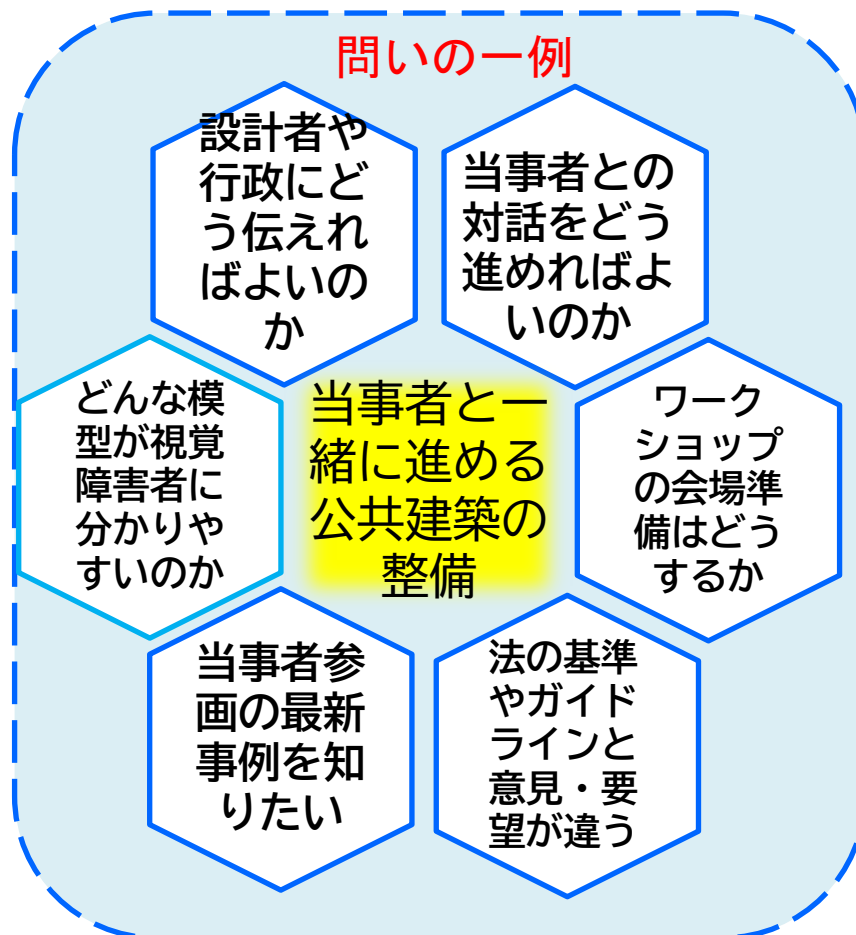 問いの一例
設計者や
行政にど
う伝えれ
ばよいの
か
当事者との
対話をどう
進めればよ
いのか
どんな模
型が視覚
障害者に
分かりや
すいのか
当事者と一
緒に進める
公共建築の
整備
ワーク
ショップ
の会場準
備はどう
するか
当事者参
画の最新
事例を知
りたい
法の基準
やガイド
ラインと
意見・要
望が違う